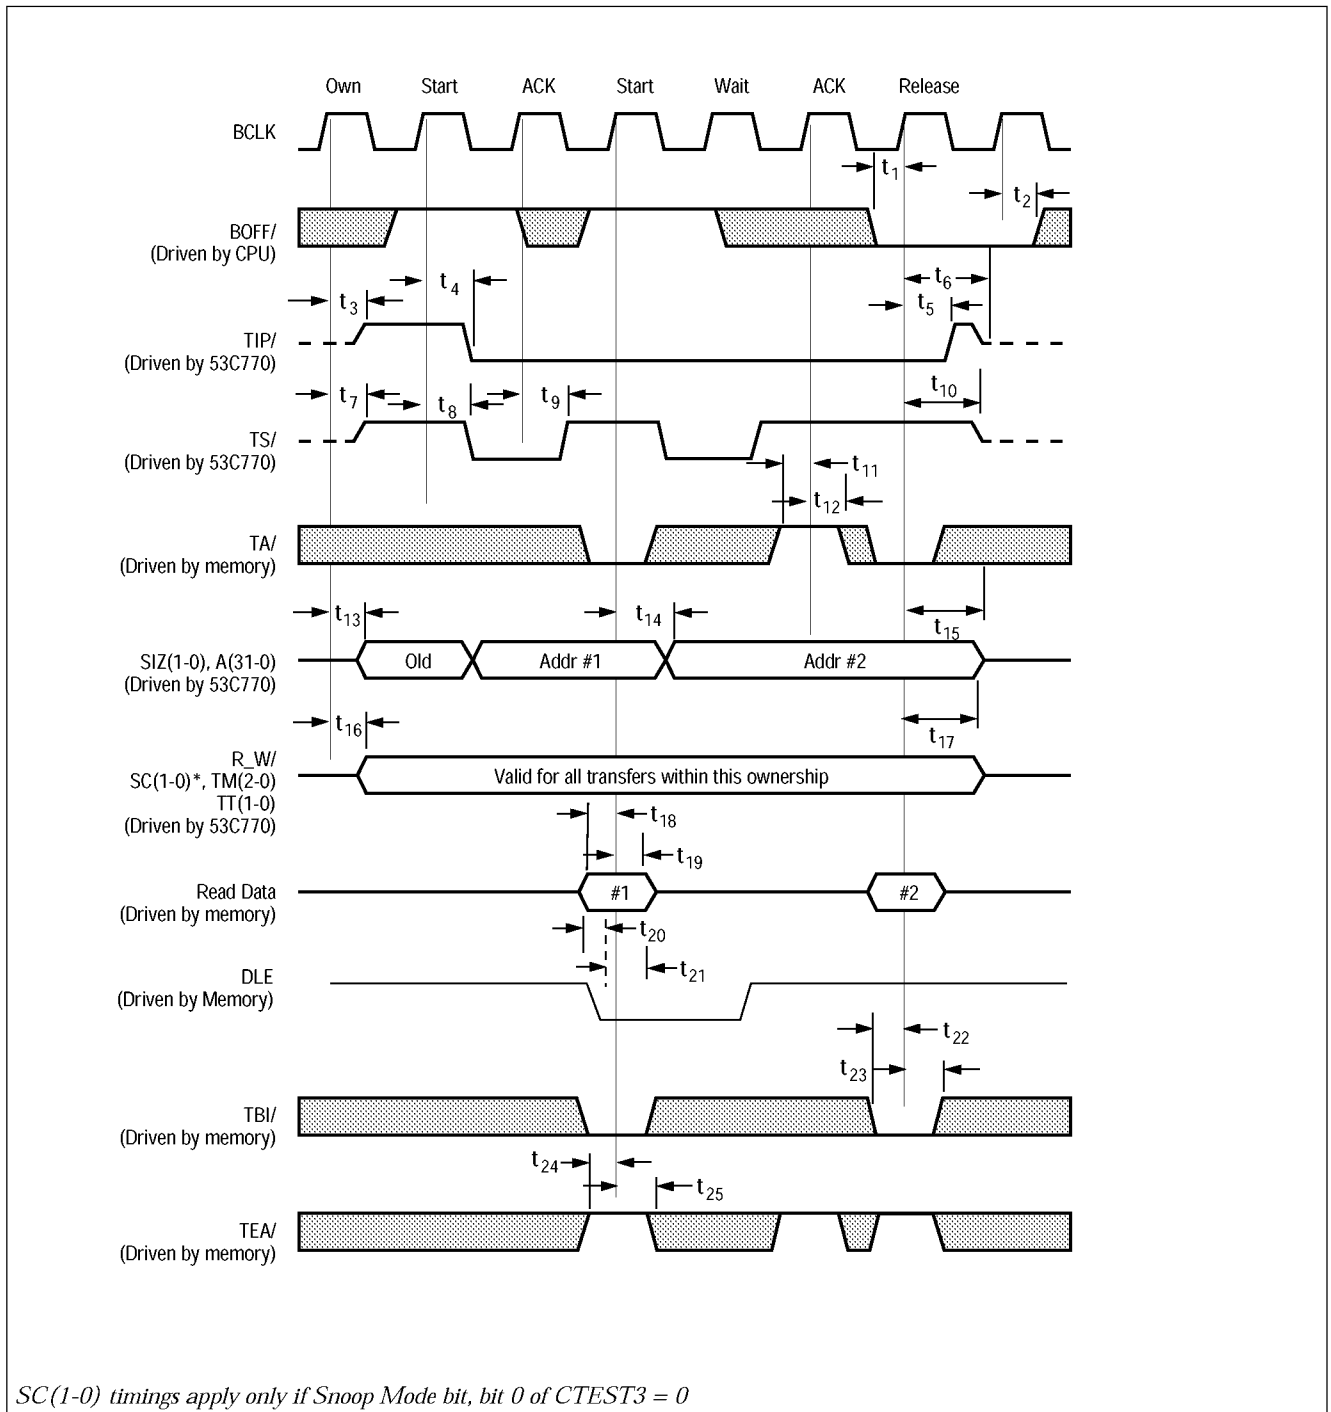 Own Start ACK Start Wait ACK Release
BCLK
t1
t2
BOFF/
(Driven by CPU)
t6
t4
t3
t5
TIP/
(Driven by 53C770)
t10
t7
t8
t9
TS/
(Driven by 53C770)
t11
t12
TA/
(Driven by memory)
t13
t14
t15
SIZ(1-0), A(31-0)
(Driven by 53C770)
Old
Addr #1
Addr #2
t16
t17
R_W/
SC(1-0)*, TM(2-0)
TT(1-0)
(Driven by 53C770)
Valid for all transfers within this ownership
t18
t19
Read Data
(Driven by memory)
#1
#2
t20
t21
DLE
(Driven by Memory)
t22
t23
TBI/
(Driven by memory)
t24
t25
TEA/
(Driven by memory)
SC(1-0) timings apply only if Snoop Mode bit, bit 0 of CTEST3 = 0